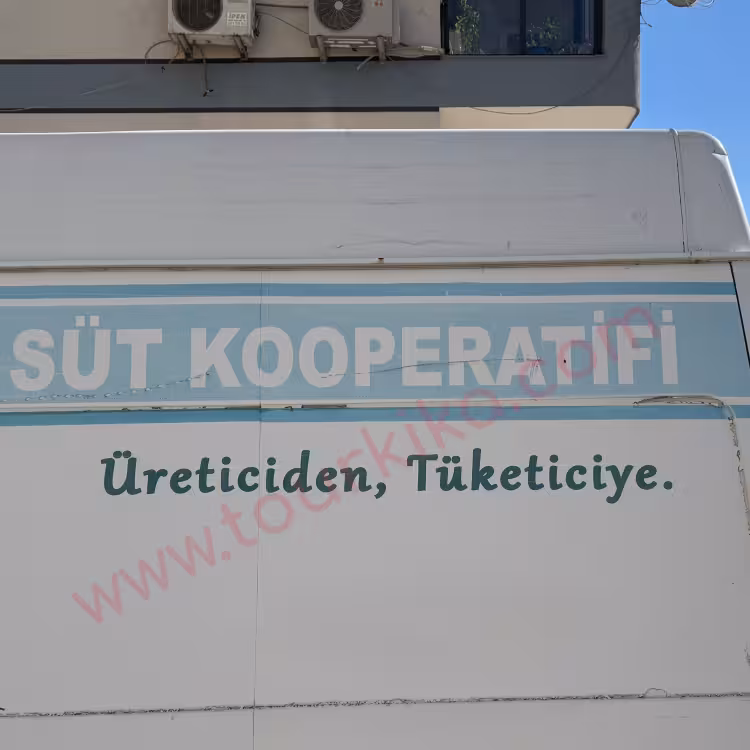 SÜT KOOPERATİFİ
Üreticiden, Tüketiciye.
www.tourkiko.com